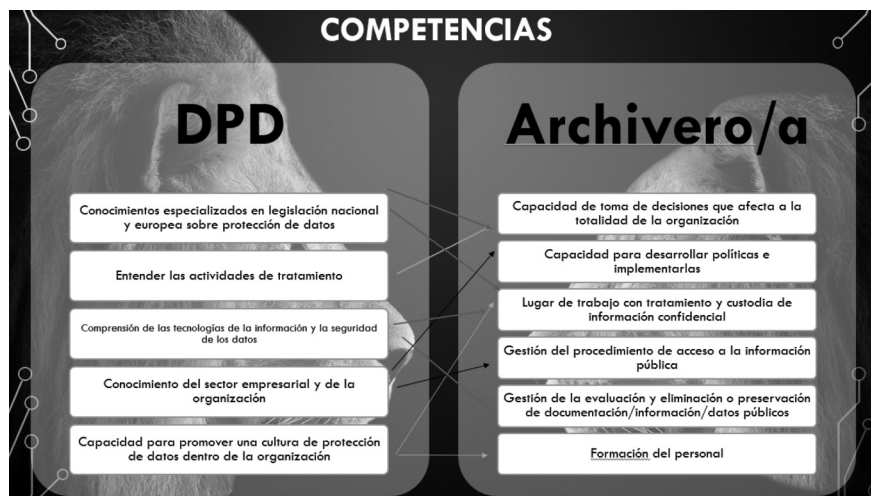 COMPETENCIAS
DPD
Conocimientos especializados en legislación nacional
y europea sobre protección de datos
Entender las actividades de tratamiento
Comprensión de las tecnologías de la información y la seguridad
de los datos
Conocimiento del sector empresarial y de la
organización
Capacidad para promover una cultura de protección
de datos dentro de la organización
Archivero/a
Capacidad de toma de decisiones que afecta a la
totalidad de la organización
Capacidad para desarrollar políticas e
implementarlas
Lugar de trabajo con tratamiento y custodia de
información confidencial
Gestión del procedimiento de acceso a la información
pública
Gestión de la evaluación y eliminación o preservación
de documentación/información/datos públicos
Formación del personal